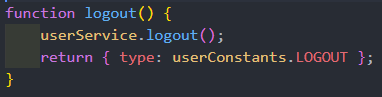 function logout() {
    userService.logout();
    return { type: userConstants.LOGOUT };
}